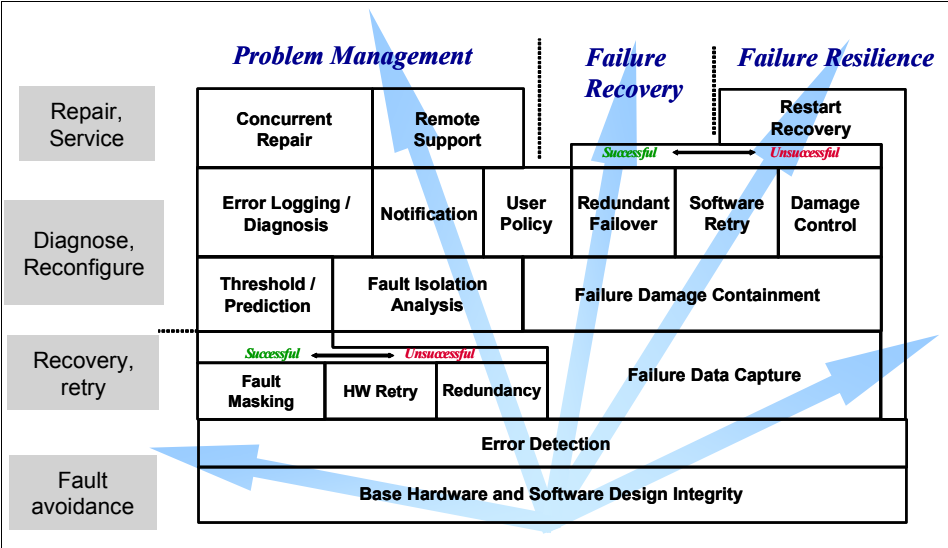 Problem Management
Failure
Recovery
Failure Resilience
Repair,
Service
Concurrent
Repair
Remote
Support
Restart
Recovery
Successful
Unsuccessful
Diagnose,
Reconfigure
Error Logging /
Diagnosis
Notification
User
Policy
Redundant
Failover
Software
Retry
Damage
Control
Threshold /
Prediction
Fault Isolation
Analysis
Failure Damage Containment
Recovery,
retry
Successful
Unsuccessful
Fault
Masking
HW Retry
Redundancy
Failure Data Capture
Error Detection
Fault
avoidance
Base Hardware and Software Design Integrity